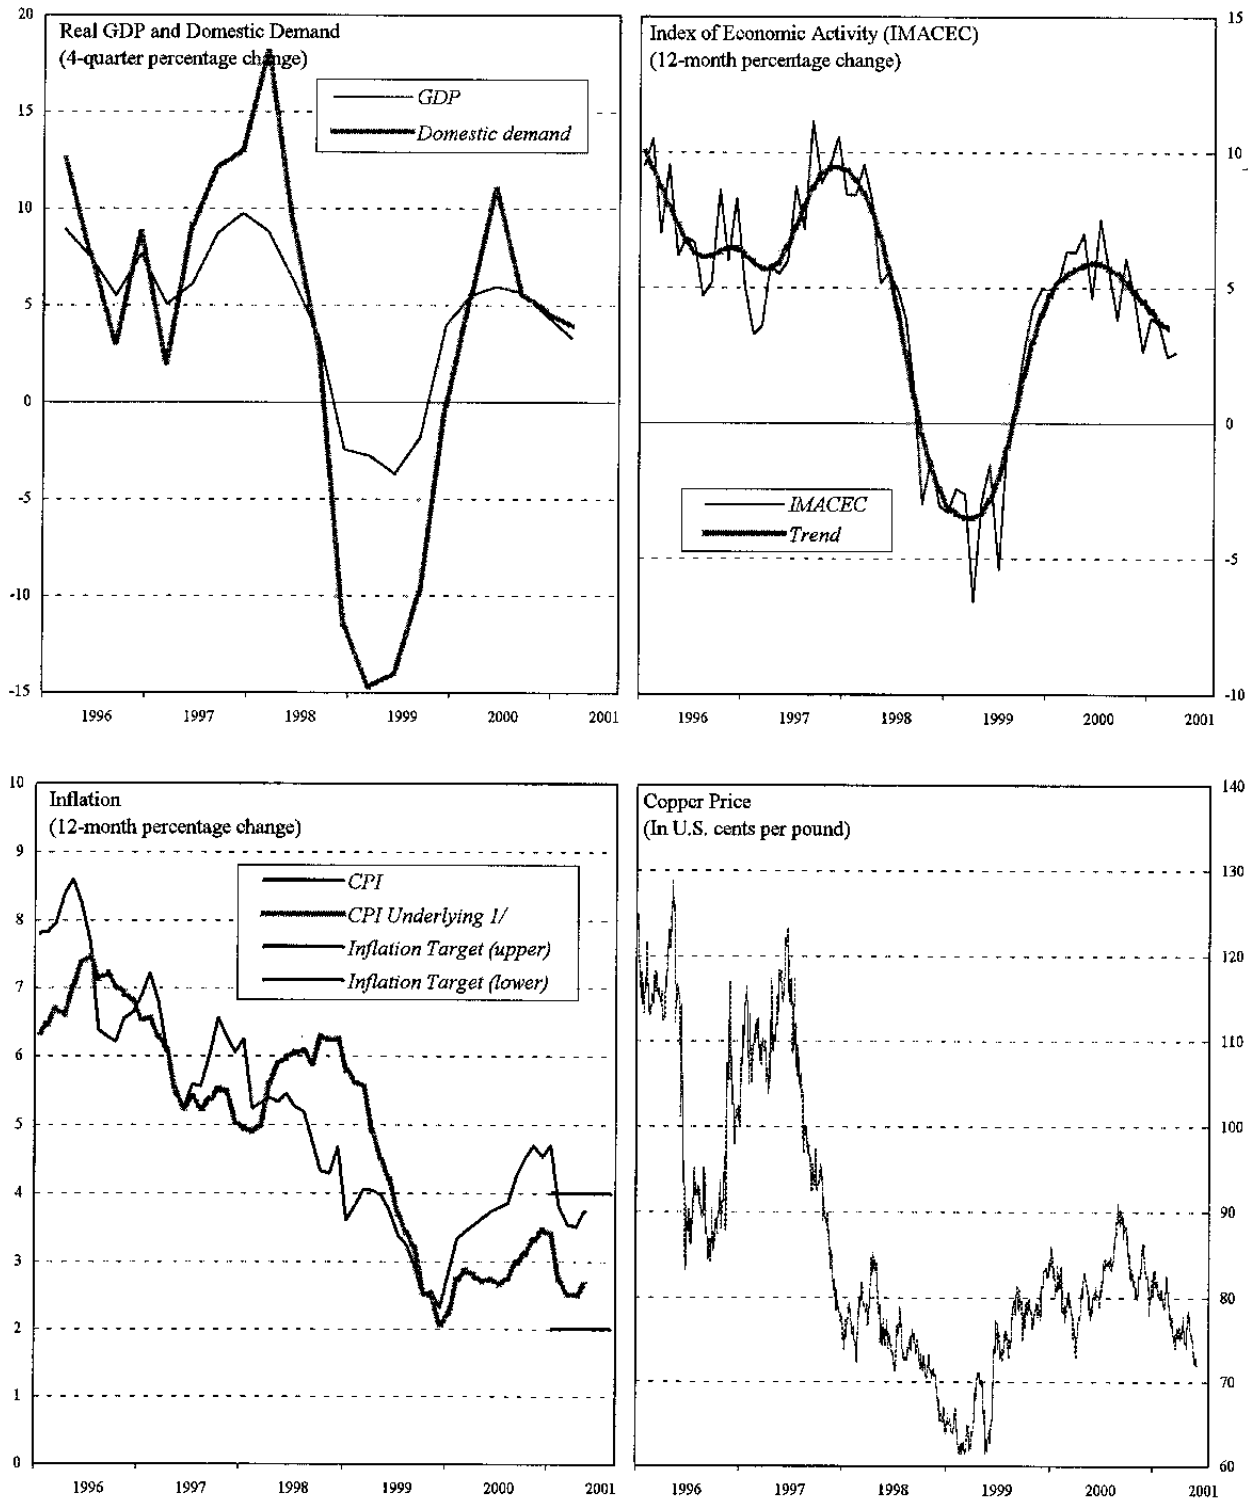 Real GDP and Domestic Demand
(4-quarter percentage change)
GDP
Domestic demand
20
15
10
5
0
-5
-10
-15
1996 1997 1998 1999 2000 2001
Index of Economic Activity (IMACEC)
(12-month percentage change)
IMACEC
Trend
15
10
5
0
-5
-10
1996 1997 1998 1999 2000 2001
Inflation
(12-month percentage change)
CPI
CPI Underlying 1/
Inflation Target (upper)
Inflation Target (lower)
10
9
8
7
6
5
4
3
2
1
0
1996 1997 1998 1999 2000 2001
Copper Price
(In U.S. cents per pound)
140
130
120
110
100
90
80
70
60
1996 1997 1998 1999 2000 2001